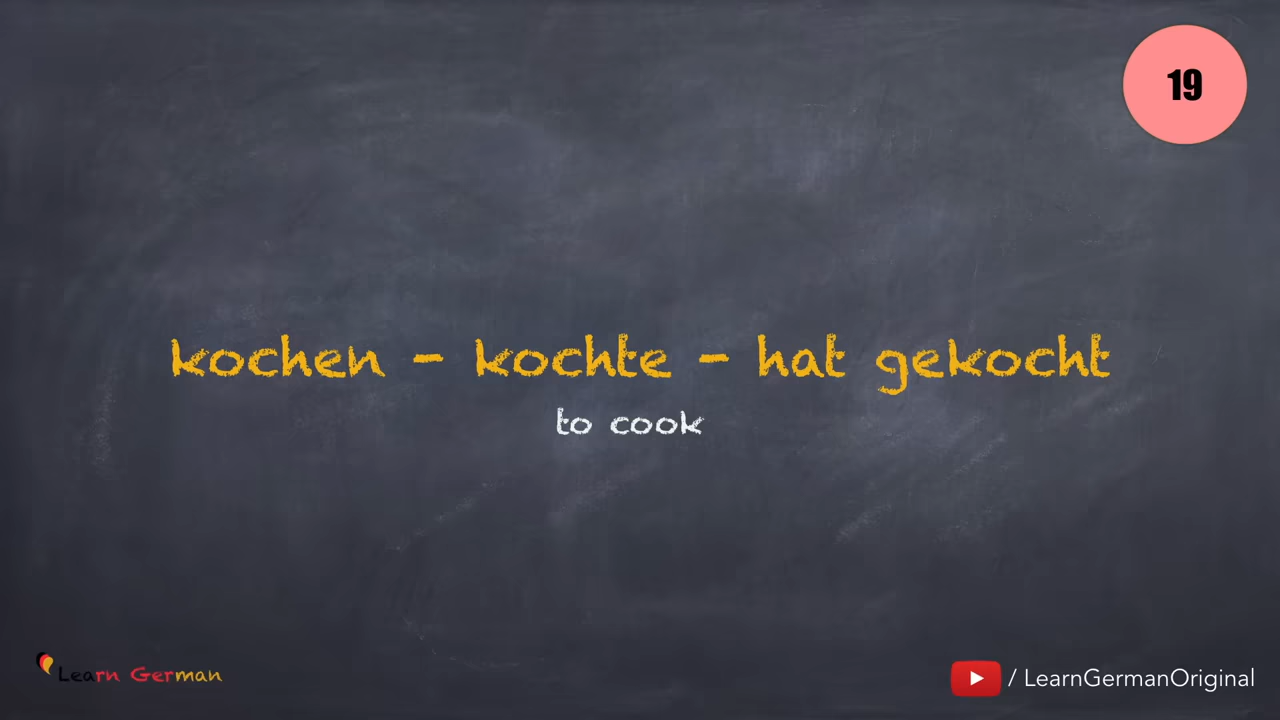 19
kochen - kochte - hat gekocht
to cook
Learn German
/ LearnGermanOriginal